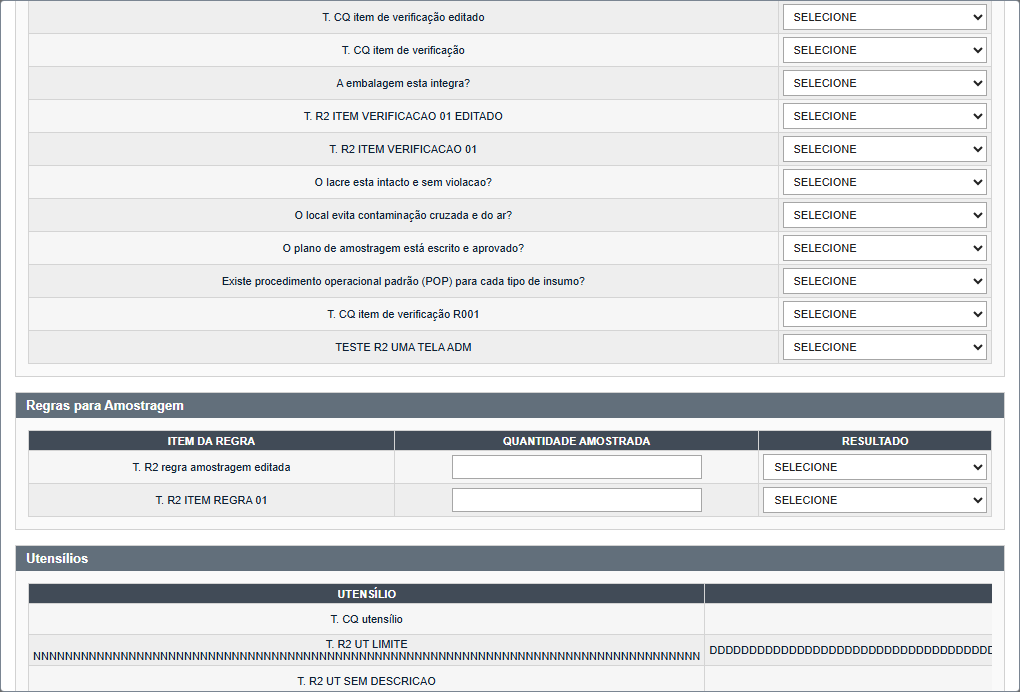 T. CQ item de verificação editado SELECIONE
T. CQ item de verificação SELECIONE
A embalagem esta integra? SELECIONE
T. R2 ITEM VERIFICACAO 01 EDITADO SELECIONE
T. R2 ITEM VERIFICACAO 01 SELECIONE
O lacre esta intacto e sem violacao? SELECIONE
O local evita contaminação cruzada e do ar? SELECIONE
O plano de amostragem está escrito e aprovado? SELECIONE
Existe procedimento operacional padrão (POP) para cada tipo de insumo? SELECIONE
T. CQ item de verificação R001 SELECIONE
TESTE R2 UMA TELA ADM SELECIONE
Regras para Amostragem
ITEM DA REGRA QUANTIDADE AMOSTRADA RESULTADO
T. R2 regra amostragem editada SELECIONE
T. R2 ITEM REGRA 01 SELECIONE
Utensílios
UTENSÍLIO
T. CQ utensílio
T. R2 UT LIMITE
T. R2 UT SEM DESCRICAO